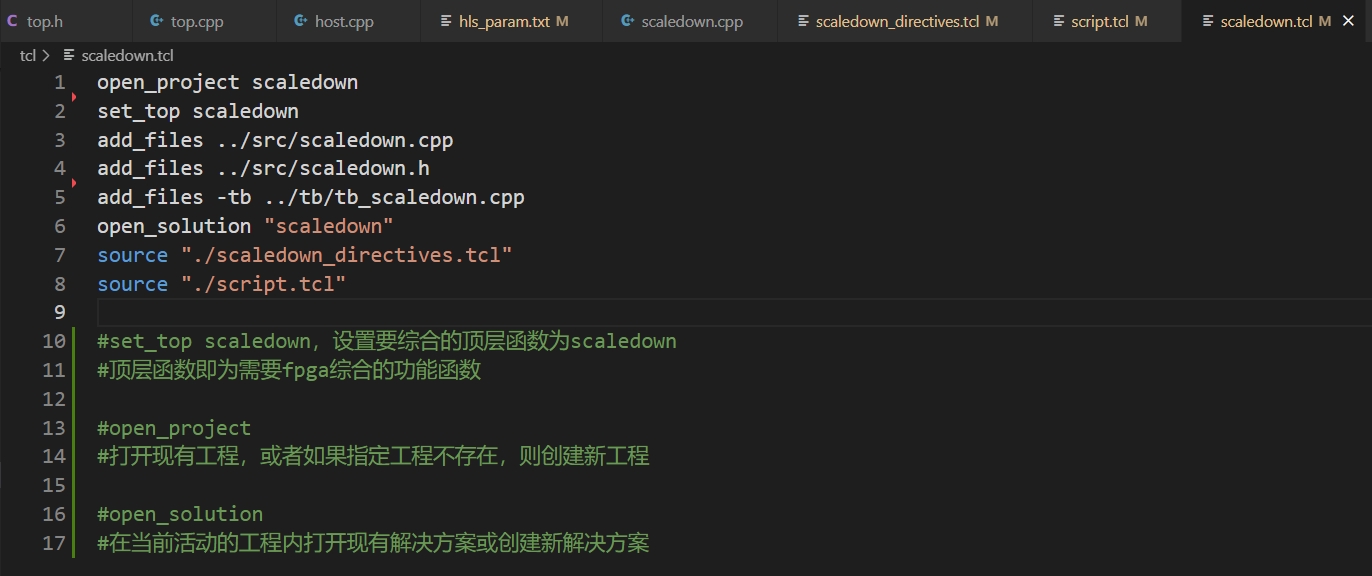 C top.h top.cpp host.cpp hls_param.txt M scaledown.cpp scaledown_directives.tcl M script.tcl M scaledown.tcl M
tcl > scaledown.tcl
1 open_project scaledown
2 set_top scaledown
3 add_files ../src/scaledown.cpp
4 add_files ../src/scaledown.h
5 add_files -tb ../tb/tb_scaledown.cpp
6 open_solution "scaledown"
7 source "./scaledown_directives.tcl"
8 source "./script.tcl"
9
10 #set_top scaledown，设置要综合的顶层函数为scaledown
11 #顶层函数即为需要fpga综合的功能函数
12
13 #open_project
14 #打开现有工程，或者如果指定工程不存在，则创建新工程
15
16 #open_solution
17 #在当前活动的工程内打开现有解决方案或创建新解决方案